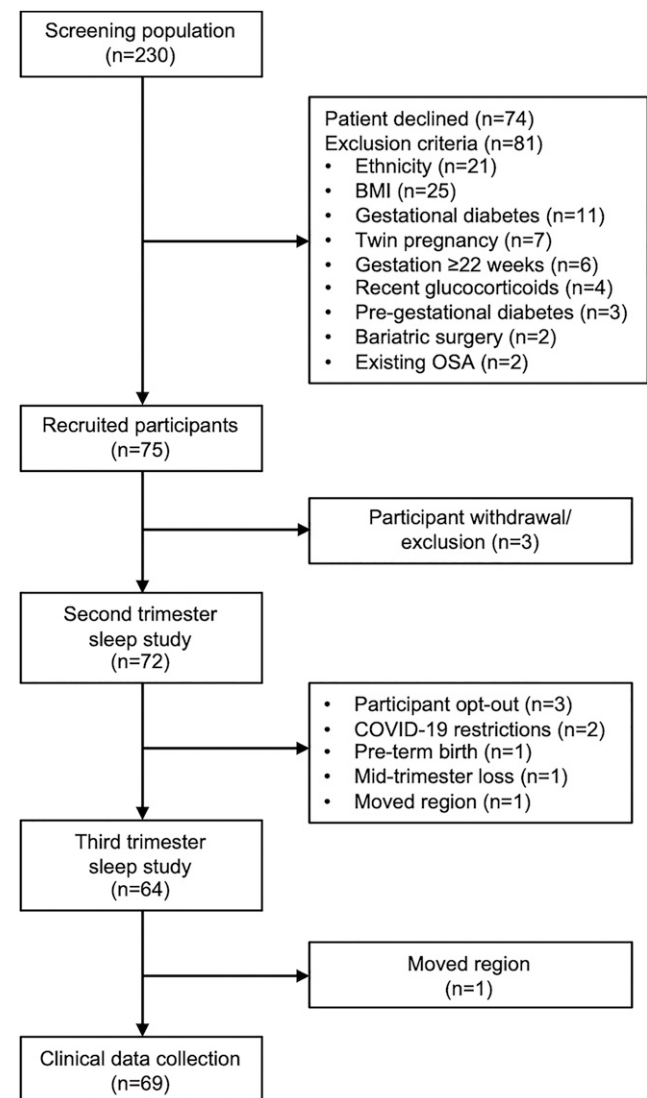 Screening population
(n=230)
Patient declined (n=74)
Exclusion criteria (n=81)
• Ethnicity (n=21)
• BMI (n=25)
• Gestational diabetes (n=11)
• Twin pregnancy (n=7)
• Gestation ≥22 weeks (n=6)
• Recent glucocorticoids (n=4)
• Pre-gestational diabetes (n=3)
• Bariatric surgery (n=2)
• Existing OSA (n=2)
Recruited participants
(n=75)
Participant withdrawal/
exclusion (n=3)
Second trimester
sleep study
(n=72)
• Participant opt-out (n=3)
• COVID-19 restrictions (n=2)
• Pre-term birth (n=1)
• Mid-trimester loss (n=1)
• Moved region (n=1)
Third trimester
sleep study
(n=64)
Moved region
(n=1)
Clinical data collection
(n=69)